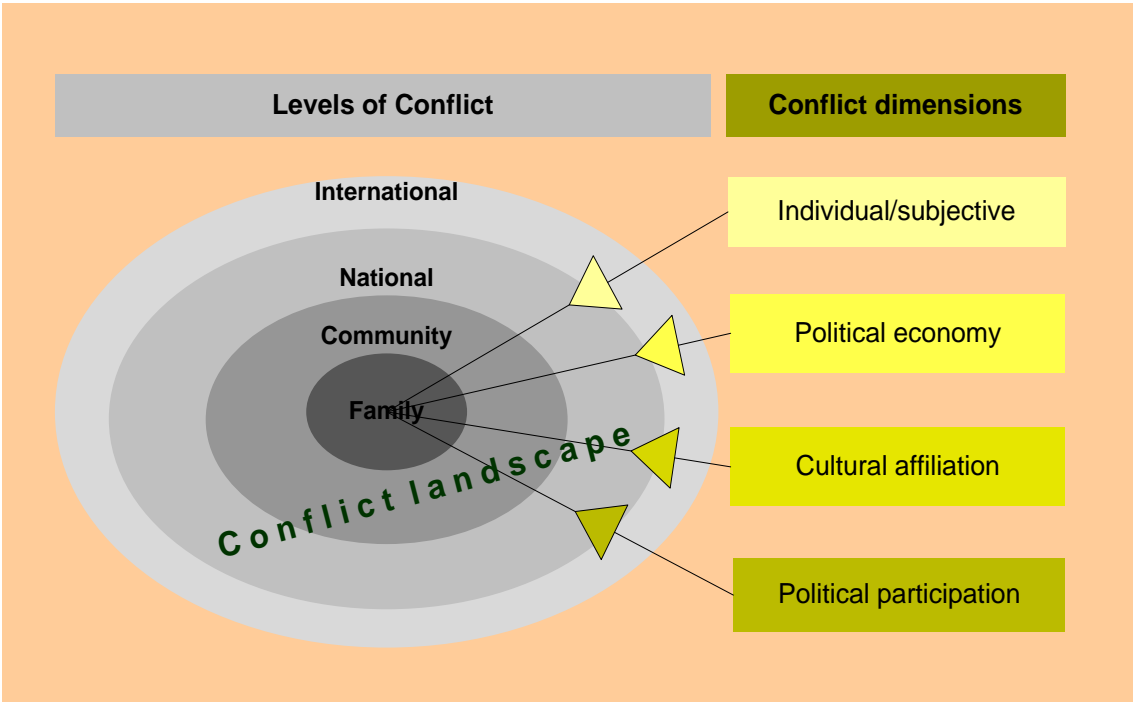 Levels of Conflict
Conflict dimensions
International
National
Community
Family
Conflict landscape
Individual/subjective
Political economy
Cultural affiliation
Political participation